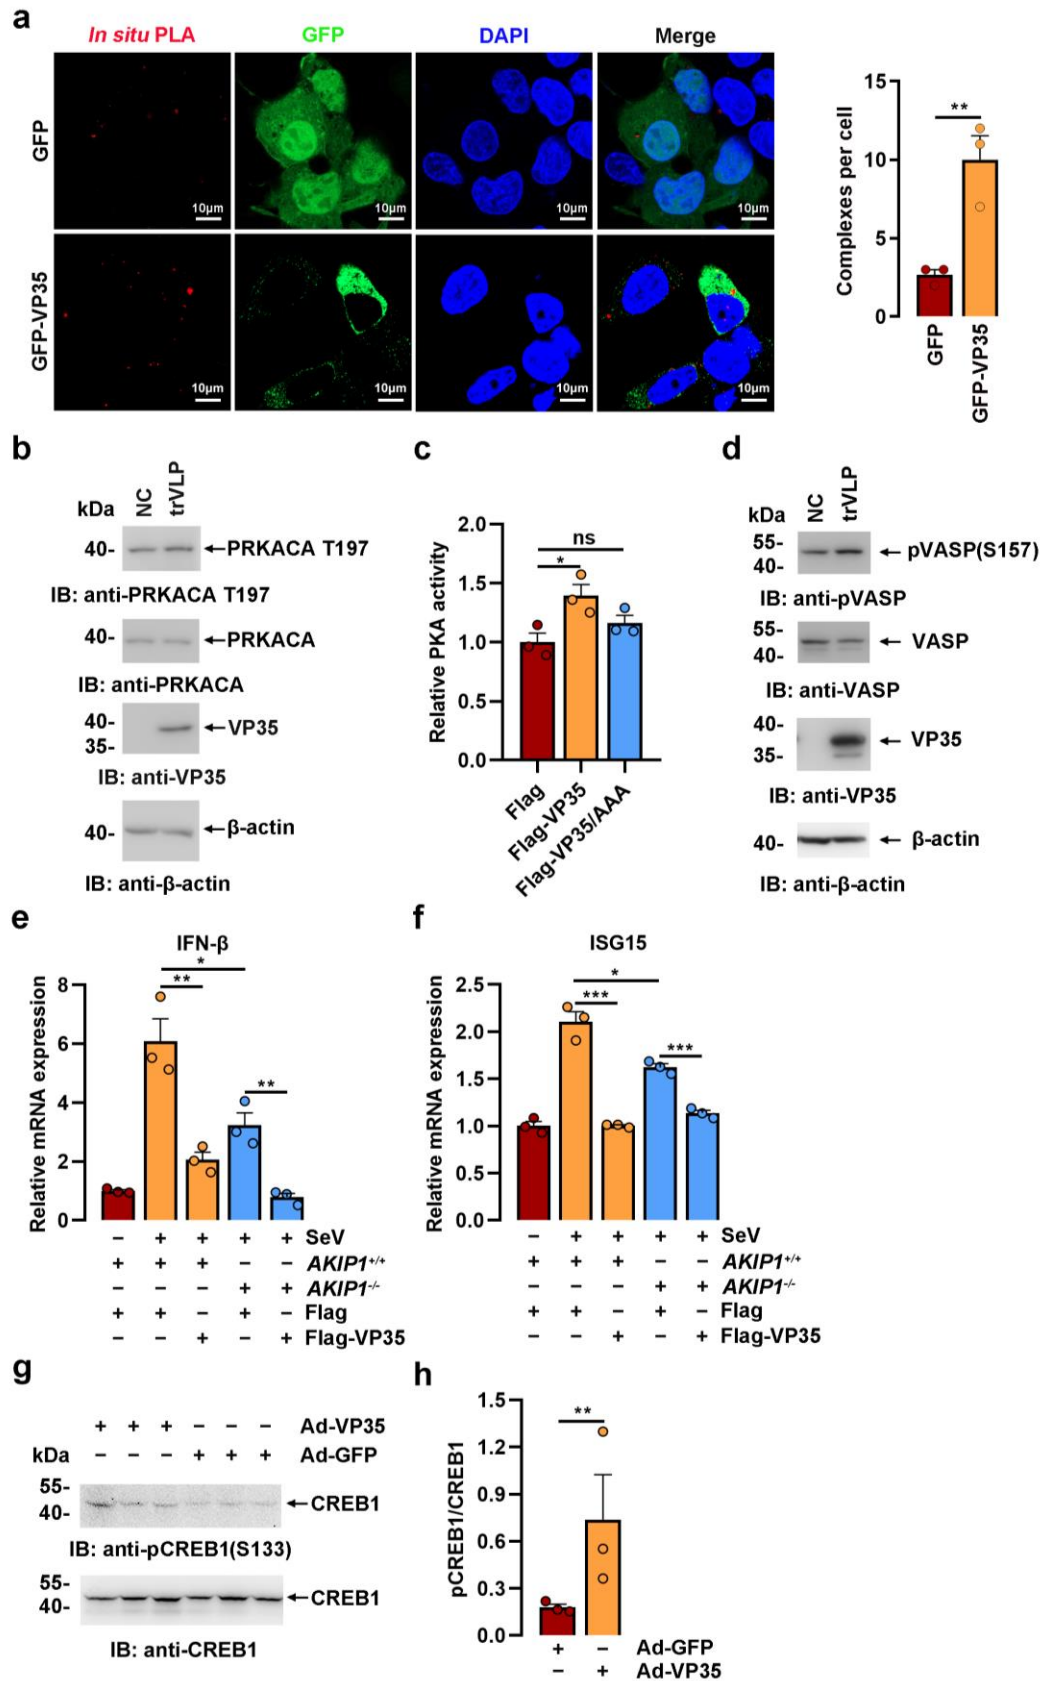 a
In situ PLA GFP DAPI Merge
GFP
10μm 10μm 10μm 10μm
GFP-VP35
10μm 10μm 10μm 10μm
Complexes per cell
15
10
5
0
**
GFP
GFP-VP35
b
kDa NC trVLP
40- PRKACA T197
IB: anti-PRKACA T197
40- PRKACA
IB: anti-PRKACA
40-
35- VP35
IB: anti-VP35
40- β-actin
IB: anti-β-actin
c
Relative PKA activity
2.0
1.5
1.0
0.5
0.0
ns
*
Flag
Flag-VP35
Flag-VP35/AAA
d
kDa NC trVLP
55-
40- pVASP(S157)
IB: anti-pVASP
55-
40- VASP
IB: anti-VASP
40-
35- VP35
IB: anti-VP35
40- β-actin
IB: anti-β-actin
e
IFN-β
Relative mRNA expression
8
6
4
2
0
*
**
**
– + + + + SeV
+ + + – – AKIP1+/+
– – – + + AKIP1-/-
+ + – + – Flag
– – + – + Flag-VP35
f
ISG15
Relative mRNA expression
2.5
2.0
1.5
1.0
0.5
0.0
*
***
***
– + + + + SeV
+ + + – – AKIP1+/+
– – – + + AKIP1-/-
+ + – + – Flag
– – + – + Flag-VP35
g
+ + + – – – Ad-VP35
kDa – – – + + + Ad-GFP
55-
40- CREB1
IB: anti-pCREB1(S133)
55-
40- CREB1
IB: anti-CREB1
h
pCREB1/CREB1
1.5
1.2
0.9
0.6
0.3
0.0
**
+ – Ad-GFP
– + Ad-VP35